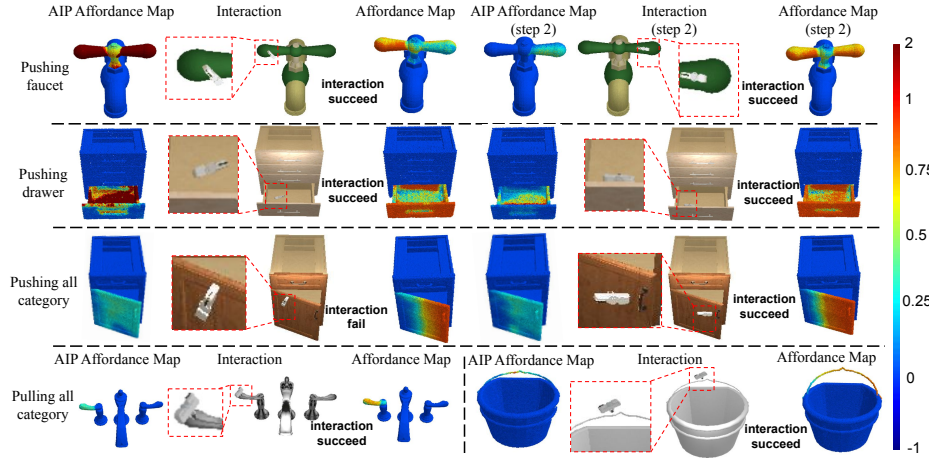 AIP Affordance Map Interaction Affordance Map AIP Affordance Map Interaction Affordance Map
(step 2) (step 2) (step 2)
Pushing
faucet
interaction
succeed
interaction
succeed
Pushing
drawer
interaction
succeed
interaction
succeed
Pushing all
category
interaction
fail
interaction
succeed
AIP Affordance Map Interaction Affordance Map
Pulling all
category
interaction
succeed
AIP Affordance Map Interaction Affordance Map
interaction
succeed
2
1
0.75
0.25
0
-1